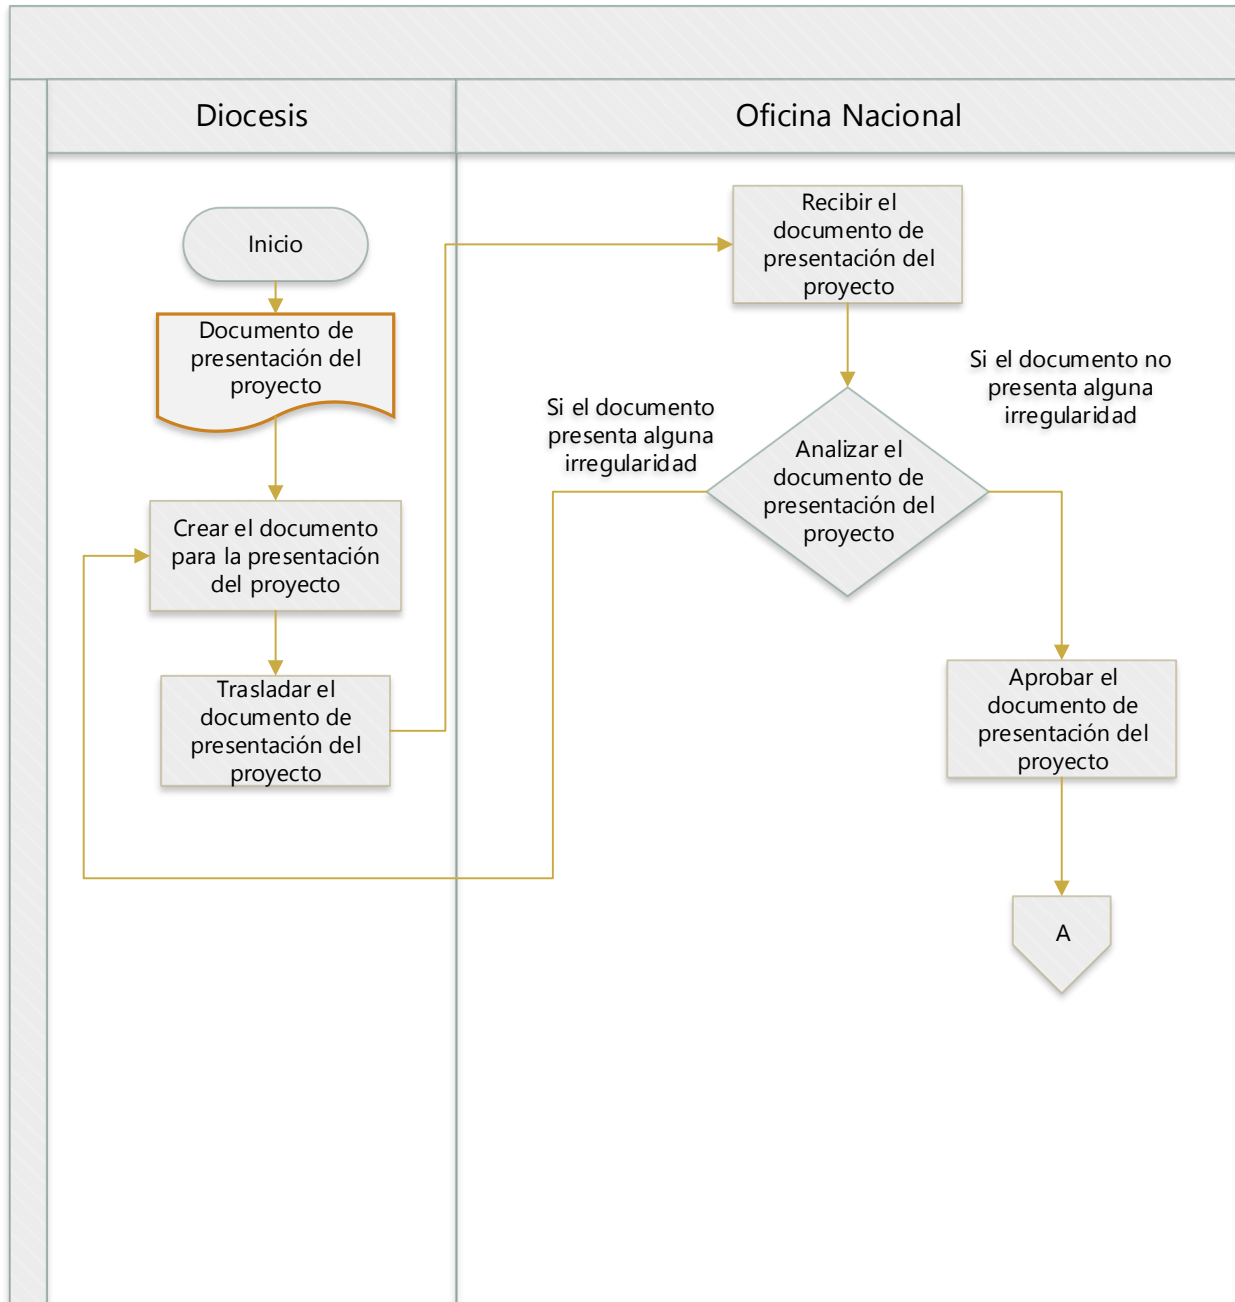 Diocesis
Oficina Nacional
Inicio
Documento de
presentación del
proyecto
Crear el documento
para la presentación
del proyecto
Trasladar el
documento de
presentación del
proyecto
Recibir el
documento de
presentación del
proyecto
Si el documento
presenta alguna
irregularidad
Analizar el
documento de
presentación del
proyecto
Si el documento no
presenta alguna
irregularidad
Aprobar el
documento de
presentación del
proyecto
A